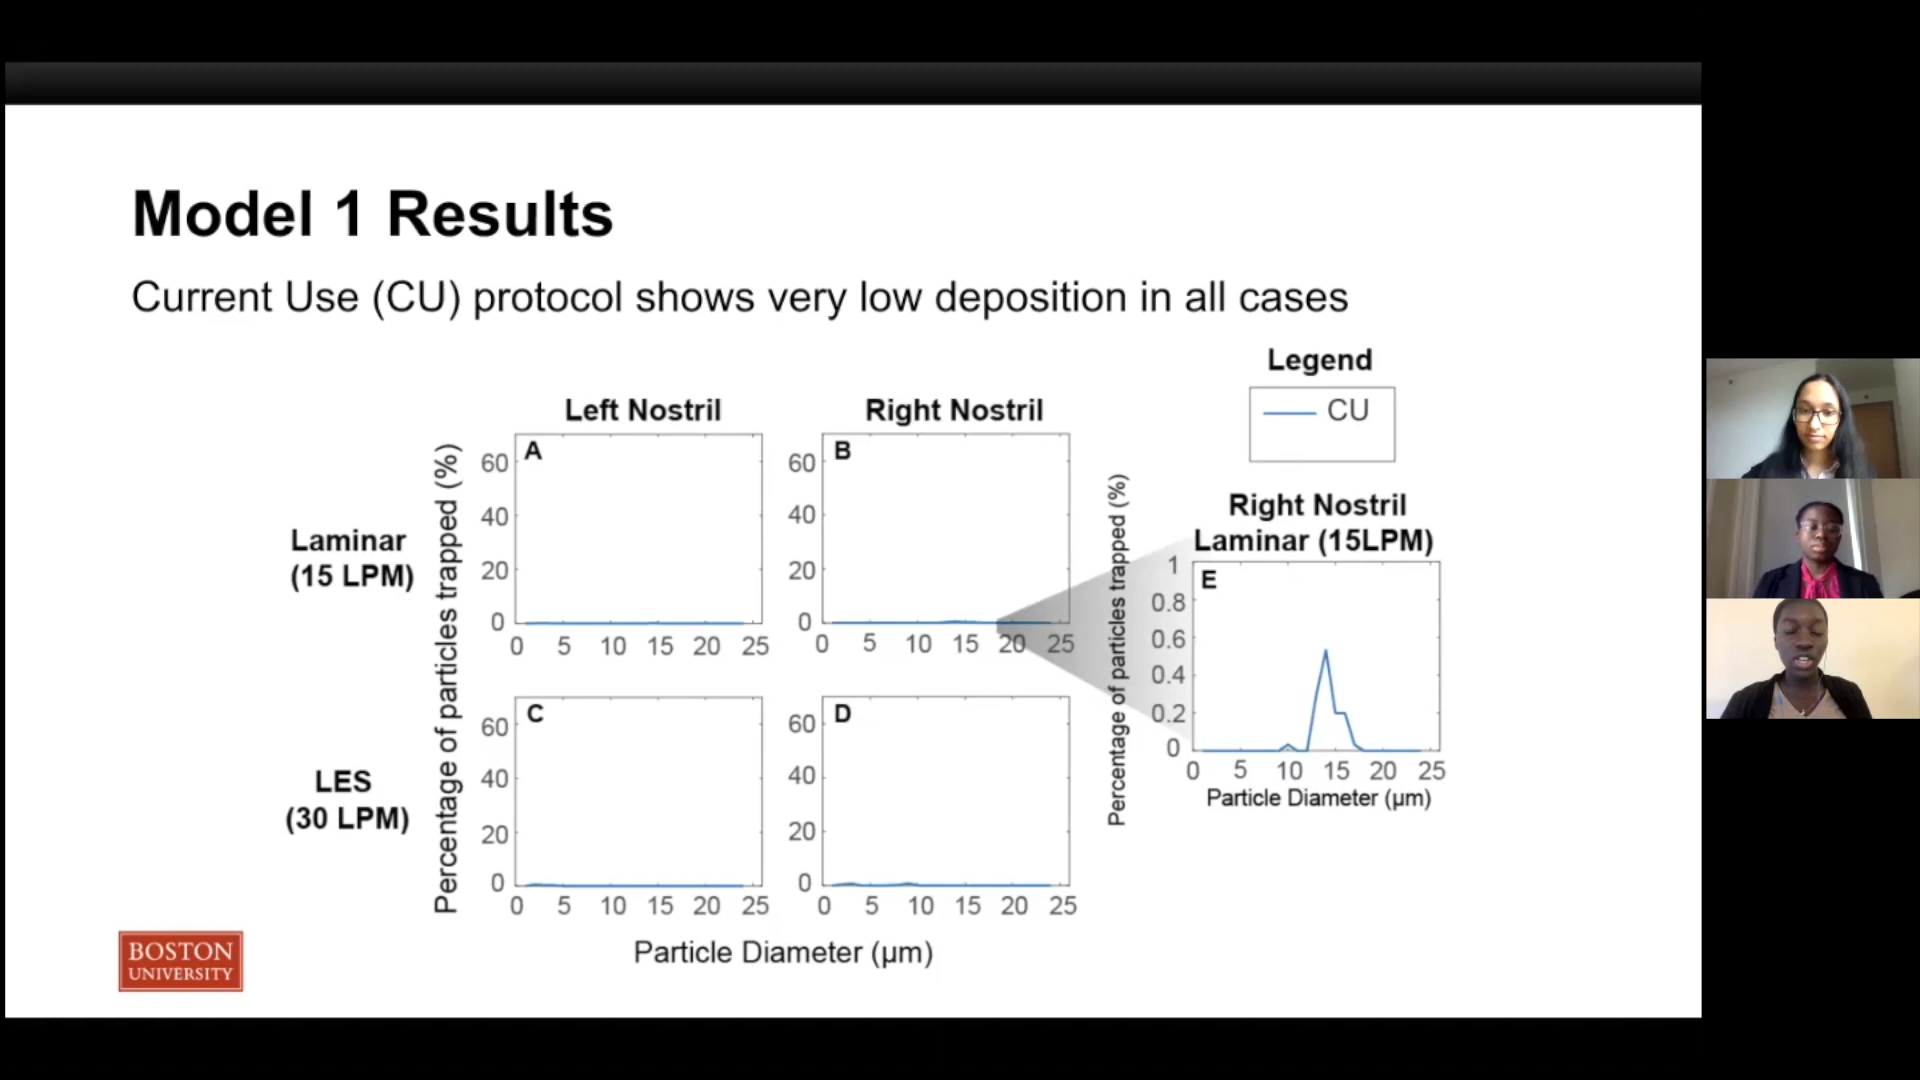 Model 1 Results
Current Use (CU) protocol shows very low deposition in all cases
Legend
CU
Left Nostril
Right Nostril
Laminar
(15 LPM)
LES
(30 LPM)
Percentage of particles trapped (%)
A
60
40
20
0
0 5 10 15 20 25
B
60
40
20
0
0 5 10 15 20 25
C
60
40
20
0
0 5 10 15 20 25
D
60
40
20
0
0 5 10 15 20 25
Particle Diameter (μm)
Right Nostril
Laminar (15LPM)
Percentage of particles trapped (%)
E
1
0.8
0.6
0.4
0.2
0
0 5 10 15 20 25
Particle Diameter (μm)
BOSTON
UNIVERSITY